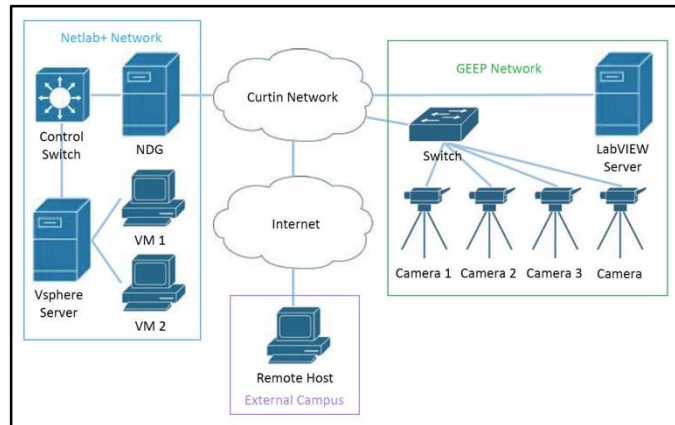 Netlab+ Network
Control
Switch
NDG
Vsphere
Server
VM 1
VM 2
Curtin Network
Internet
Remote Host
External Campus
GEEP Network
Switch
LabVIEW
Server
Camera 1
Camera 2
Camera 3
Camera